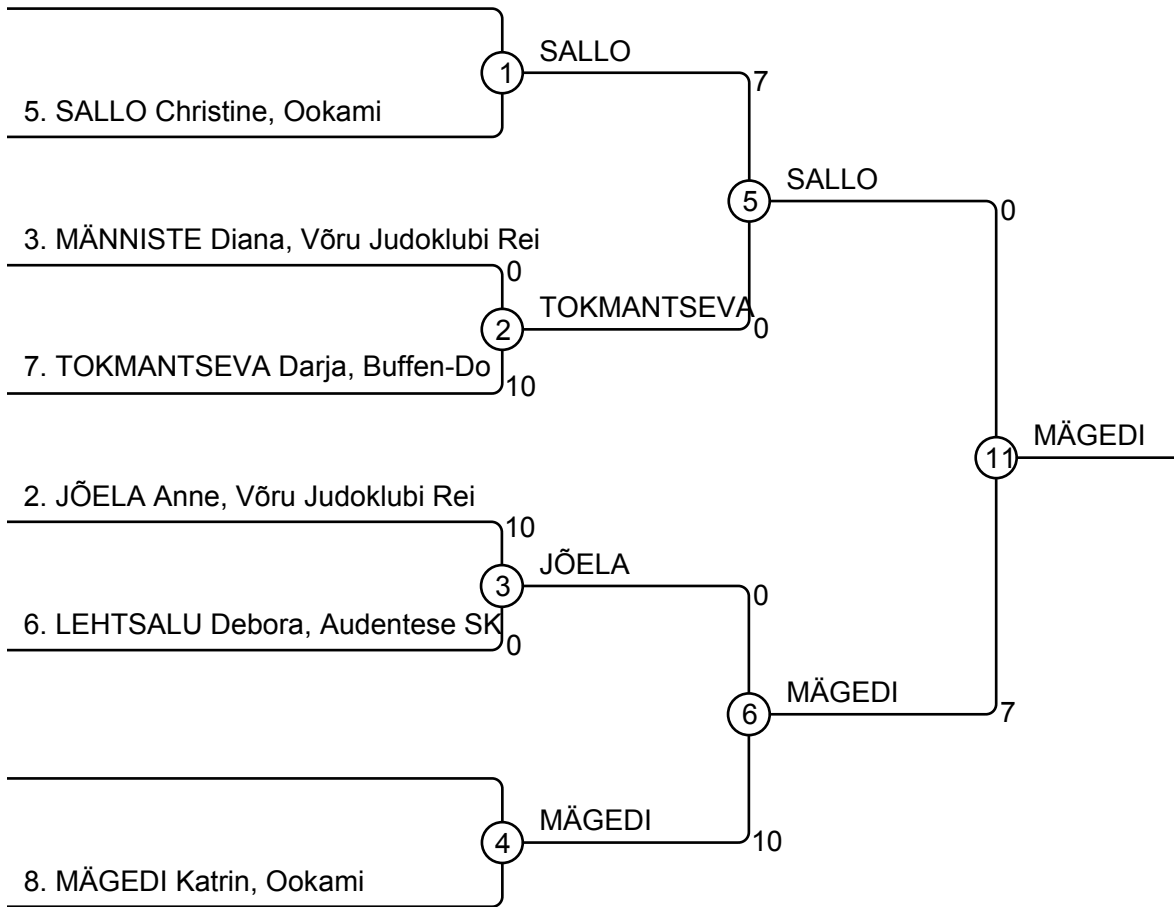 SALLO
1
7
5. SALLO Christine, Ookami
SALLO
5
0
3. MÄNNISTE Diana, Võru Judoklubi Rei
0
TOKMANTSEVA
2
0
7. TOKMANTSEVA Darja, Buffen-Do
10
MÄGEDI
11
2. JÕELA Anne, Võru Judoklubi Rei
10
JÕELA
3
0
6. LEHTSALU Debora, Audentese SK
0
MÄGEDI
6
7
MÄGEDI
4
10
8. MÄGEDI Katrin, Ookami